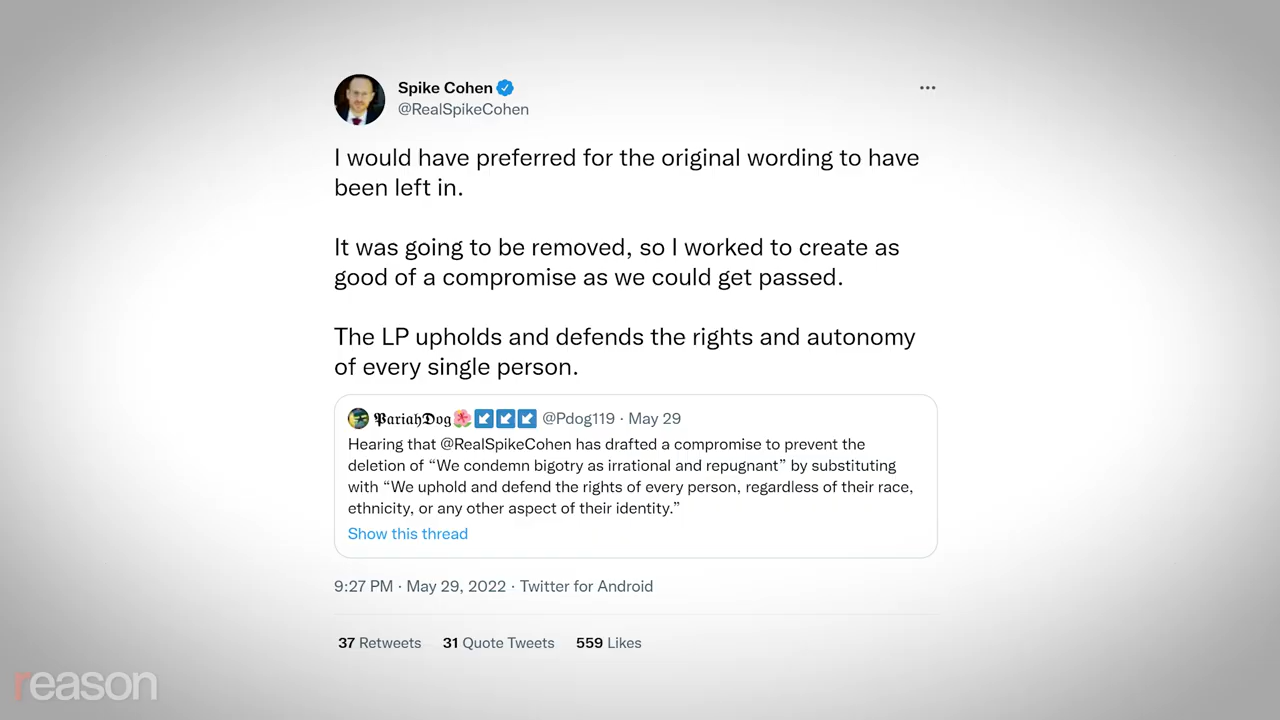 Spike Cohen
@RealSpikeCohen
I would have preferred for the original wording to have
been left in.
It was going to be removed, so I worked to create as
good of a compromise as we could get passed.
The LP upholds and defends the rights and autonomy
of every single person.
𝕻𝖆𝖗𝖎𝖆𝖍𝕯𝖔𝖌🌺↙️↙️↙️ @Pdog119 · May 29
Hearing that @RealSpikeCohen has drafted a compromise to prevent the
deletion of “We condemn bigotry as irrational and repugnant” by substituting
with “We uphold and defend the rights of every person, regardless of their race,
ethnicity, or any other aspect of their identity.”
Show this thread
9:27 PM · May 29, 2022 · Twitter for Android
37 Retweets 31 Quote Tweets 559 Likes
reason